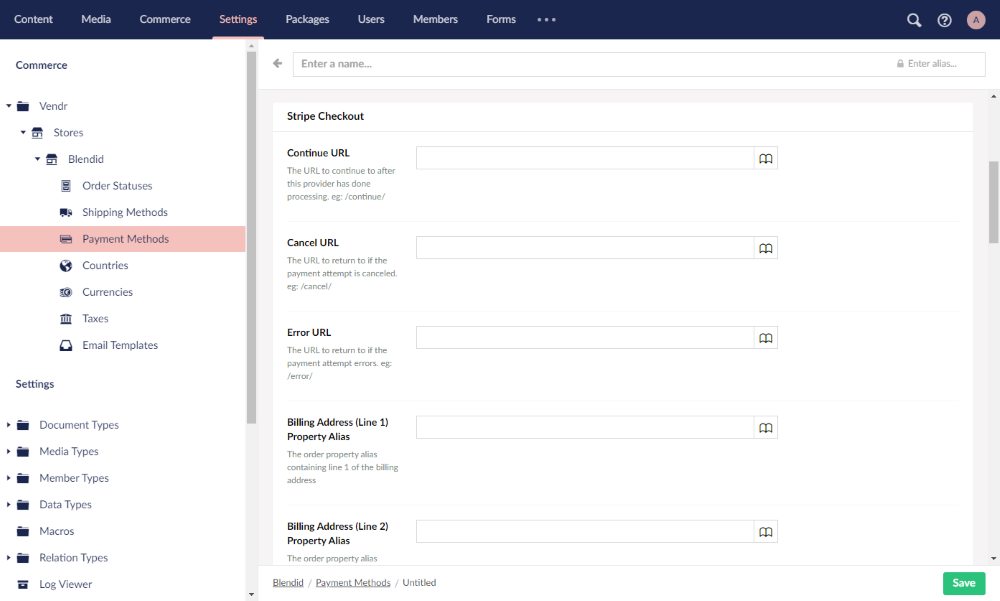 Content Media Commerce Settings Packages Users Members Forms
A
Commerce
Vendr
Stores
Blendid
Order Statuses
Shipping Methods
Payment Methods
Countries
Currencies
Taxes
Email Templates
Settings
Document Types
Media Types
Member Types
Data Types
Macros
Relation Types
Log Viewer
Enter a name... Enter alias...
Stripe Checkout
Continue URL
The URL to continue to after
this provider has done
processing. eg: /continue/
Cancel URL
The URL to return to if the
payment attempt is canceled.
eg: /cancel/
Error URL
The URL to return to if the
payment attempt errors. eg:
/error/
Billing Address (Line 1)
Property Alias
The order property alias
containing line 1 of the billing
address
Billing Address (Line 2)
Property Alias
The order property alias
Blendid / Payment Methods / Untitled
Save